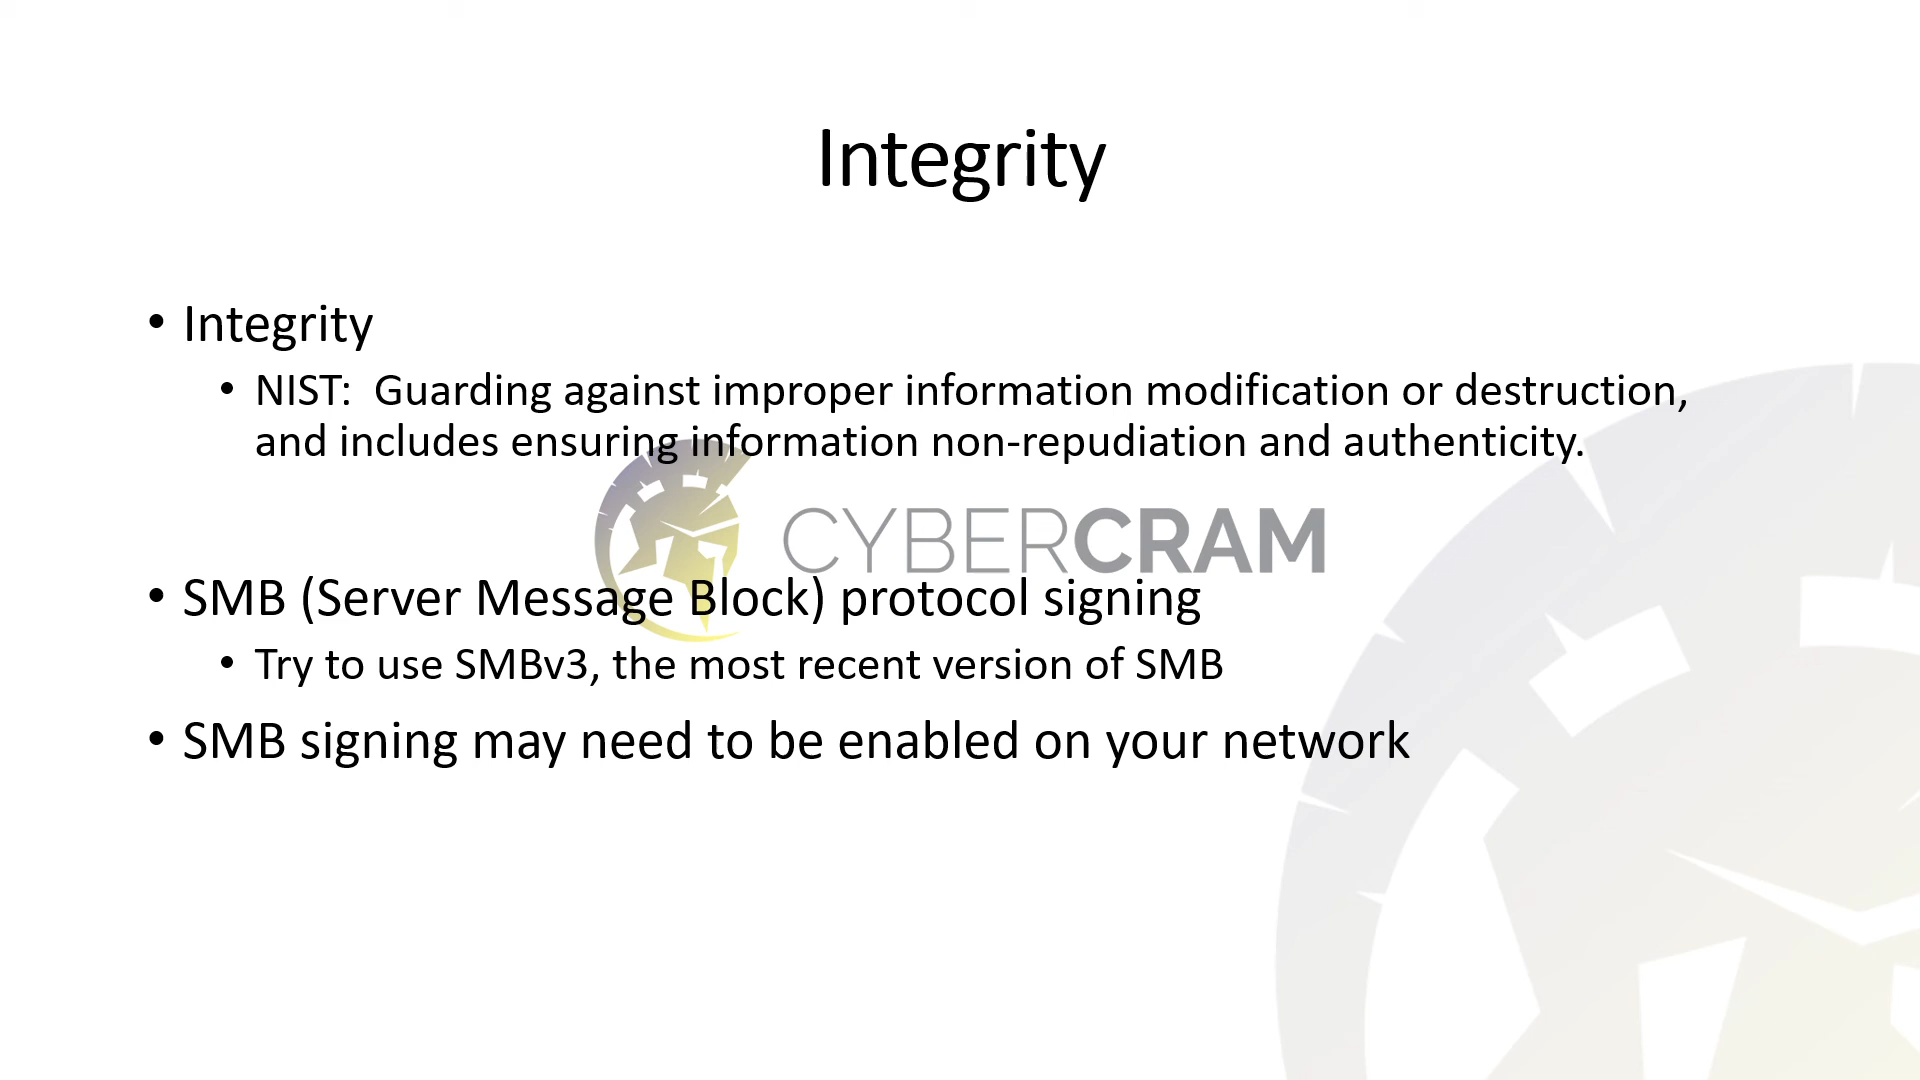 Integrity
• Integrity
• NIST:  Guarding against improper information modification or destruction,
and includes ensuring information non-repudiation and authenticity.
CYBERCRAM
• SMB (Server Message Block) protocol signing
• Try to use SMBv3, the most recent version of SMB
• SMB signing may need to be enabled on your network